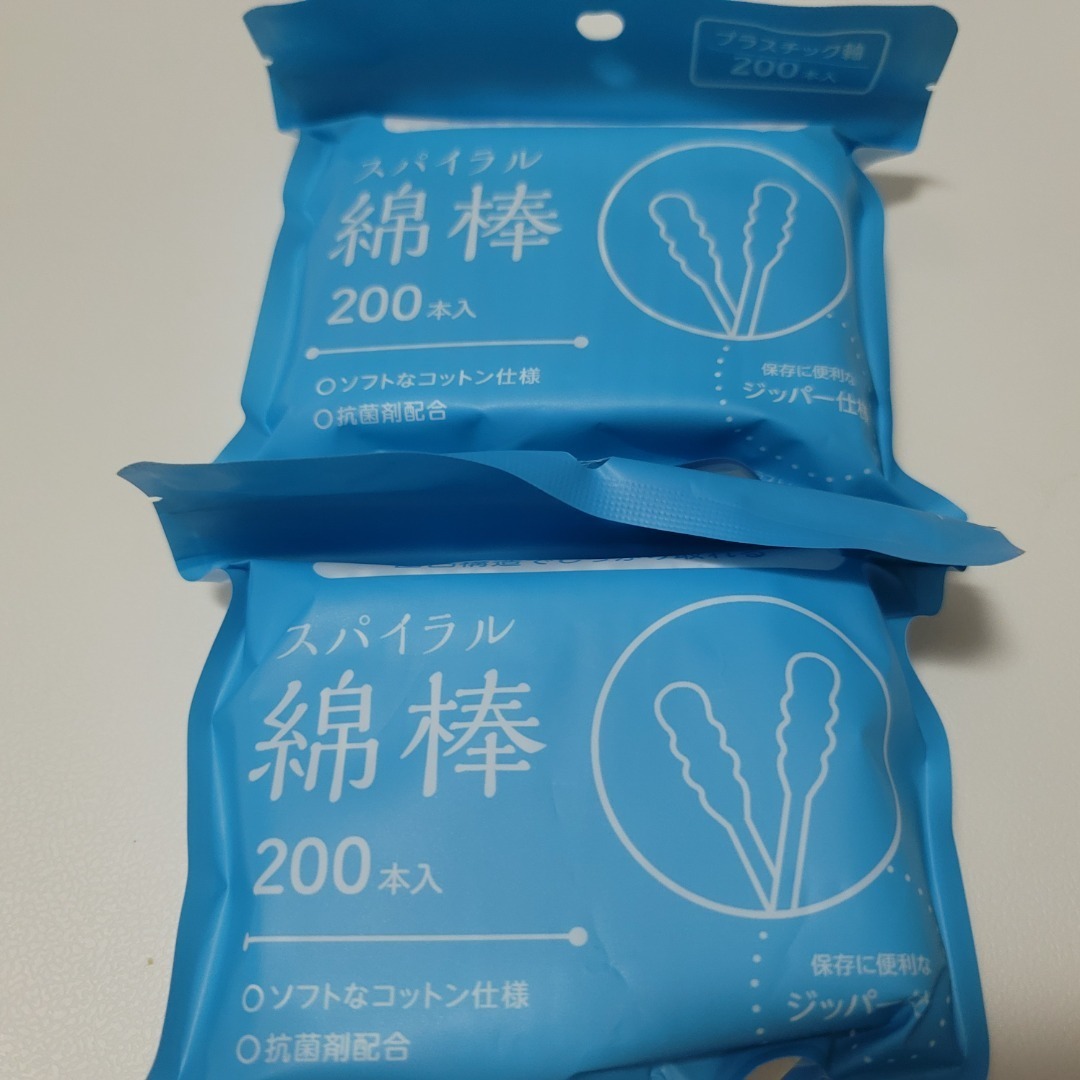 プラスチック軸
200本入
スパイラル
綿棒
200本入
ソフトなコットン仕様
抗菌剤配合
保存に便利な
ジッパー仕様
スパイラル
綿棒
200本入
ソフトなコットン仕様
抗菌剤配合
保存に便利な
ジッパー